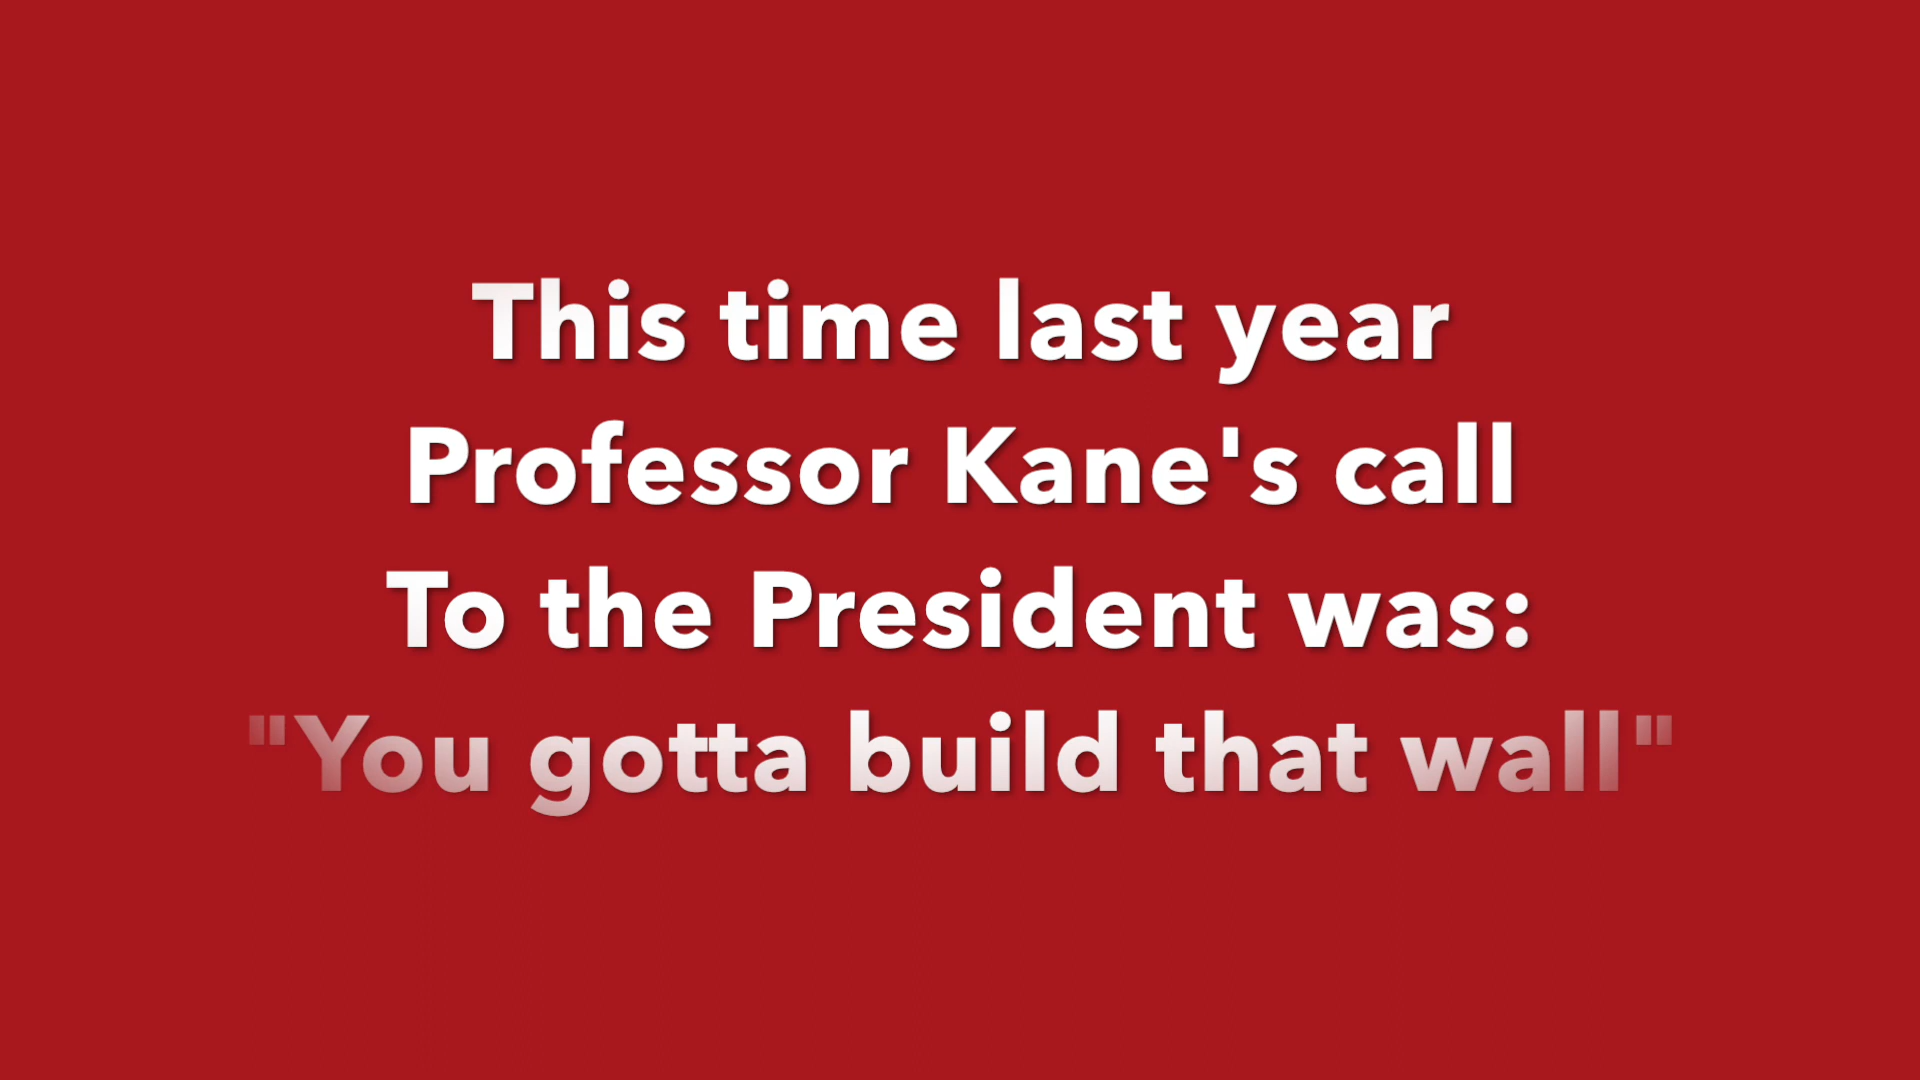 This time last year
Professor Kane's call
To the President was:
"You gotta build that wall"